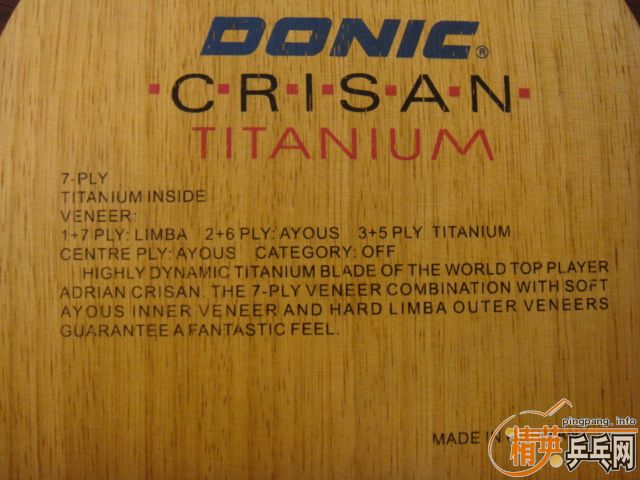 DONIC®
·C·R·I·S·A·N·
TITANIUM
7-PLY
TITANIUM INSIDE
VENEER:
1+7 PLY: LIMBA 2+6 PLY: AYOUS 3+5 PLY TITANIUM
CENTRE PLY: AYOUS CATEGORY: OFF
HIGHLY DYNAMIC TITANIUM BLADE OF THE WORLD TOP PLAYER
ADRIAN CRISAN. THE 7-PLY VENEER COMBINATION WITH SOFT
AYOUS INNER VENEER AND HARD LIMBA OUTER VENEERS
GUARANTEE A FANTASTIC FEEL.
MADE IN
pingpang.info
精英乒乓网